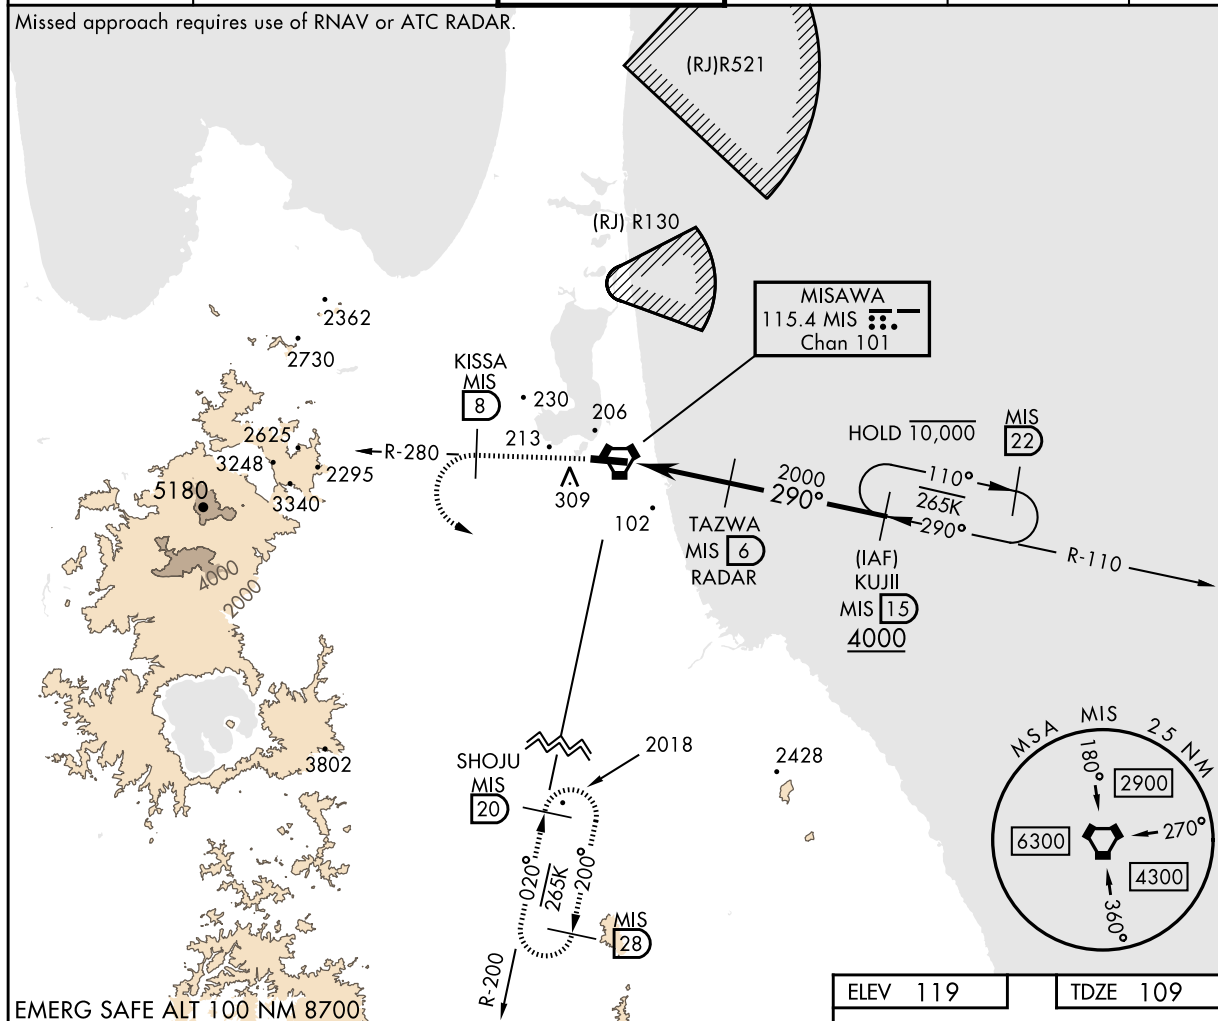 Missed approach requires use of RNAV or ATC RADAR.
(RJ)R521
(RJ) R130
MISAWA
115.4 MIS
Chan 101
2362
2730
KISSA
MIS
8
230
206
213
HOLD 10,000
MIS
22
2625
3248
2295
3340
5180
R-280
309
102
2000
290°
110°
265K
290°
R-110
TAZWA
MIS 6
RADAR
(IAF)
KUJII
MIS 15
4000
4000
2000
3802
SHOJU
MIS
20
2018
2428
020°
265K
200°
MIS
28
R-200
MSA MIS 25 NM
180°
2900
270°
6300
4300
360°
EMERG SAFE ALT 100 NM 8700
ELEV 119
TDZE 109